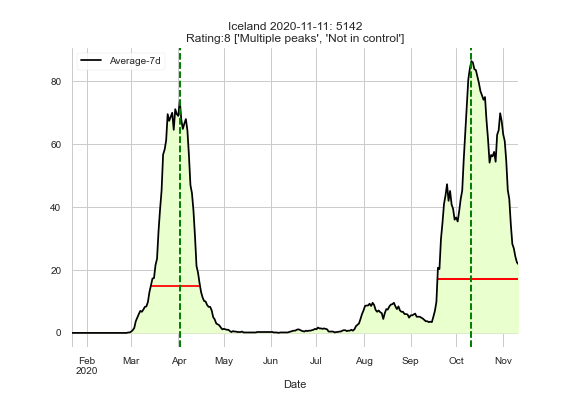 Iceland 2020-11-11: 5142
Rating:8 ['Multiple peaks', 'Not in control']
Average-7d
80
60
40
20
0
Feb Mar Apr May Jun Jul Aug Sep Oct Nov
2020
Date